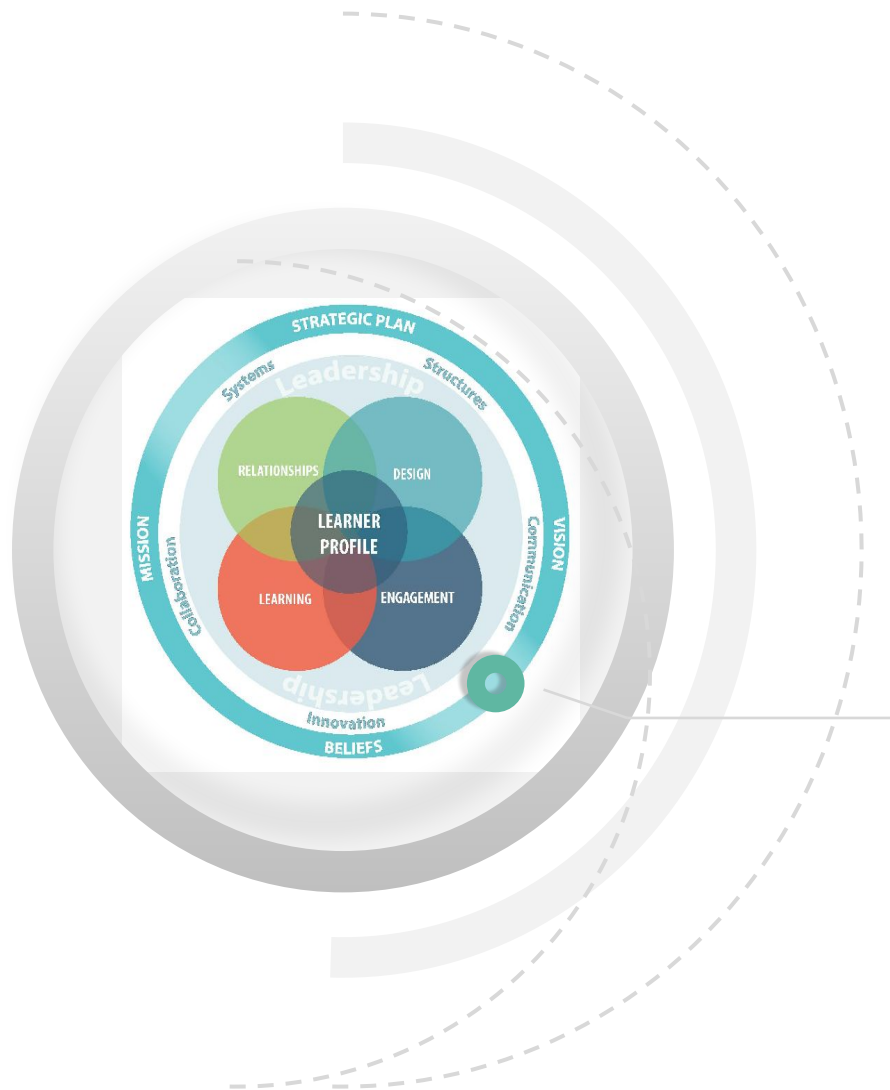 STRATEGIC PLAN
Systems
Structures
Leadership
RELATIONSHIPS
DESIGN
LEARNER
PROFILE
MISSION
VISION
Collaboration
Communication
LEARNING
ENGAGEMENT
Leadership
Innovation
BELIEFS